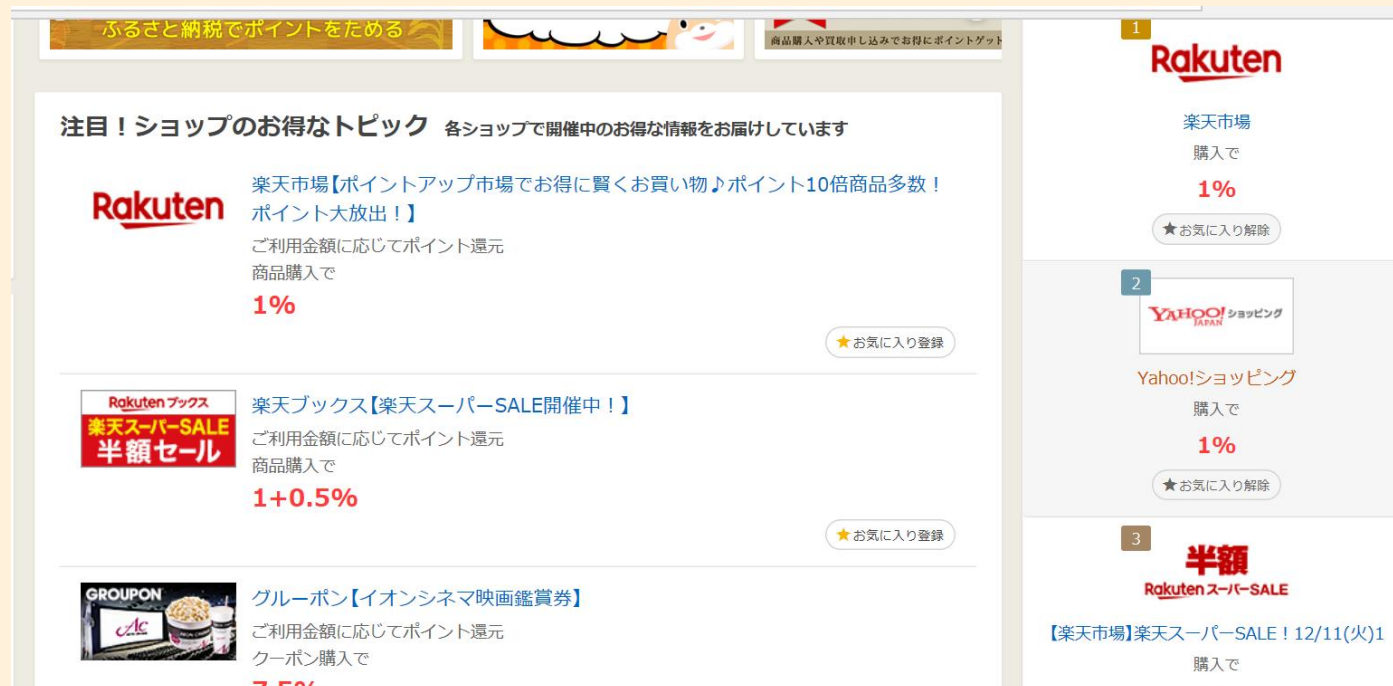 ふるさと納税でポイントをためる
商品購入や買取申し込みでお得にポイントゲット
注目！ショップのお得なトピック 各ショップで開催中のお得な情報をお届けしています
Rakuten
楽天市場【ポイントアップ市場でお得に賢くお買い物♪ポイント10倍商品多数！
ポイント大放出！】
ご利用金額に応じてポイント還元
商品購入で
1%
★お気に入り登録
Rakuten ブックス
楽天スーパーSALE
半額セール
楽天ブックス【楽天スーパーSALE開催中！】
ご利用金額に応じてポイント還元
商品購入で
1+0.5%
★お気に入り登録
GROUPON
Ac
グルーポン【イオンシネマ映画鑑賞券】
ご利用金額に応じてポイント還元
クーポン購入で
7.5%
1
Rakuten
楽天市場
購入で
1%
★お気に入り解除
2
YAHOO!ショッピング
JAPAN
Yahoo!ショッピング
購入で
1%
★お気に入り解除
3
半額
Rakuten スーパーSALE
【楽天市場】楽天スーパーSALE！12/11(火)1
購入で